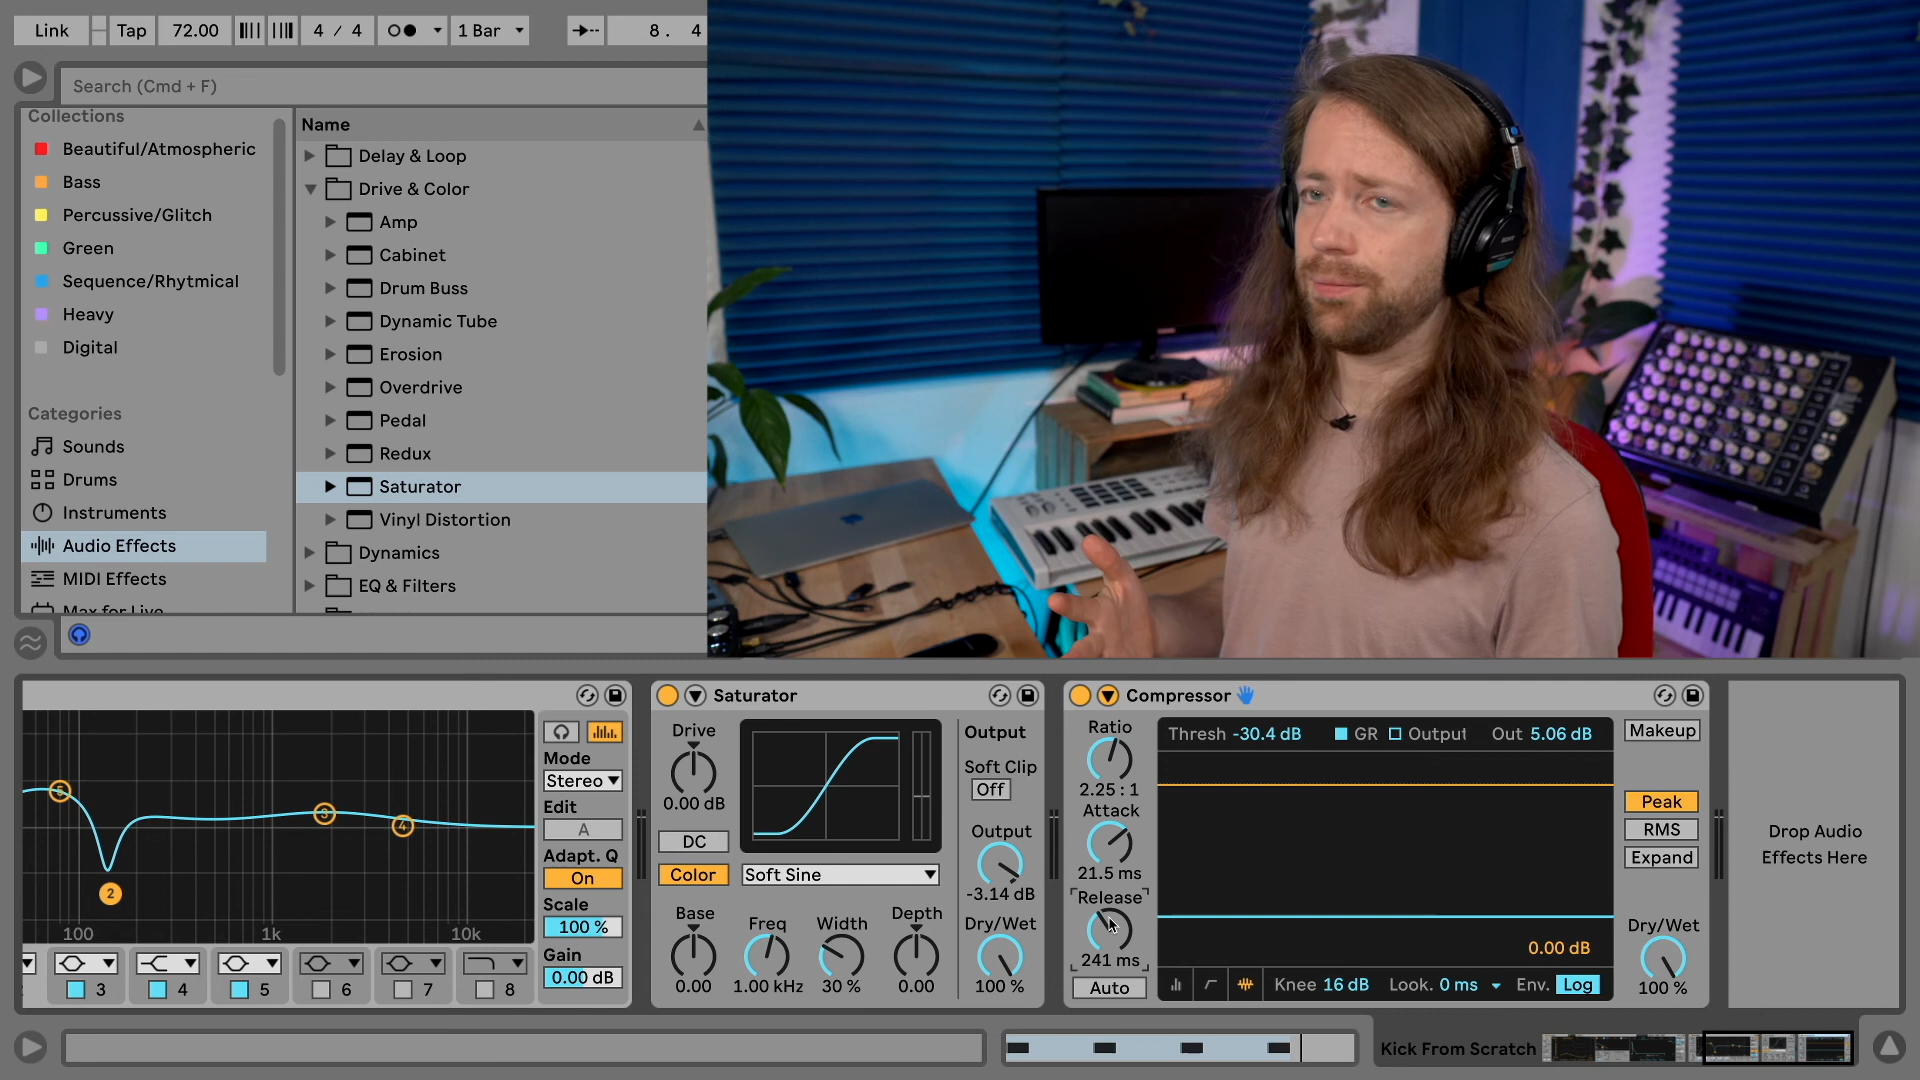 Link
Tap
72.00
4 / 4
1 Bar
8. 4
Search (Cmd + F)
Collections
Beautiful/Atmospheric
Bass
Percussive/Glitch
Green
Sequence/Rhytmical
Heavy
Digital
Categories
Sounds
Drums
Instruments
Audio Effects
MIDI Effects
Max for Live
Name
Delay & Loop
Drive & Color
Amp
Cabinet
Drum Buss
Dynamic Tube
Erosion
Overdrive
Pedal
Redux
Saturator
Vinyl Distortion
Dynamics
EQ & Filters
5
2
3
4
100
1k
10k
3
4
5
6
7
8
Mode
Stereo
Edit
A
Adapt. Q
On
Scale
100 %
Gain
0.00 dB
Saturator
Drive
0.00 dB
DC
Color
Soft Sine
Base
0.00
Freq
1.00 kHz
Width
30 %
Depth
0.00
Output
Soft Clip
Off
Output
-3.14 dB
Dry/Wet
100 %
Compressor
Ratio
2.25 : 1
Attack
21.5 ms
Release
241 ms
Auto
Thresh -30.4 dB
GR
Output
Out 5.06 dB
0.00 dB
Knee 16 dB
Look. 0 ms
Env. Log
Makeup
Peak
RMS
Expand
Dry/Wet
100 %
Drop Audio
Effects Here
Kick From Scratch